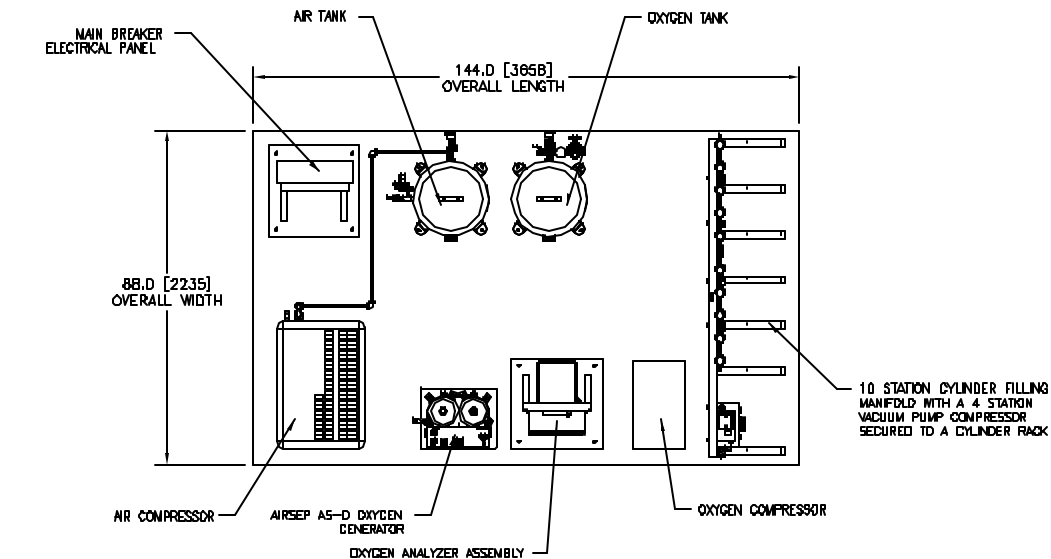 AIR TANK
OXYGEN TANK
MAIN BREAKER
ELECTRICAL PANEL
144.0 [3658]
OVERALL LENGTH
88.0 [2235]
OVERALL WIDTH
10 STATION CYLINDER FILLING
MANIFOLD WITH A 4 STATION
VACUUM PUMP COMPRESSOR
SECURED TO A CYLINDER RACK
AIR COMPRESSOR
AIRSEP AS-D OXYGEN
GENERATOR
OXYGEN COMPRESSOR
OXYGEN ANALYZER ASSEMBLY